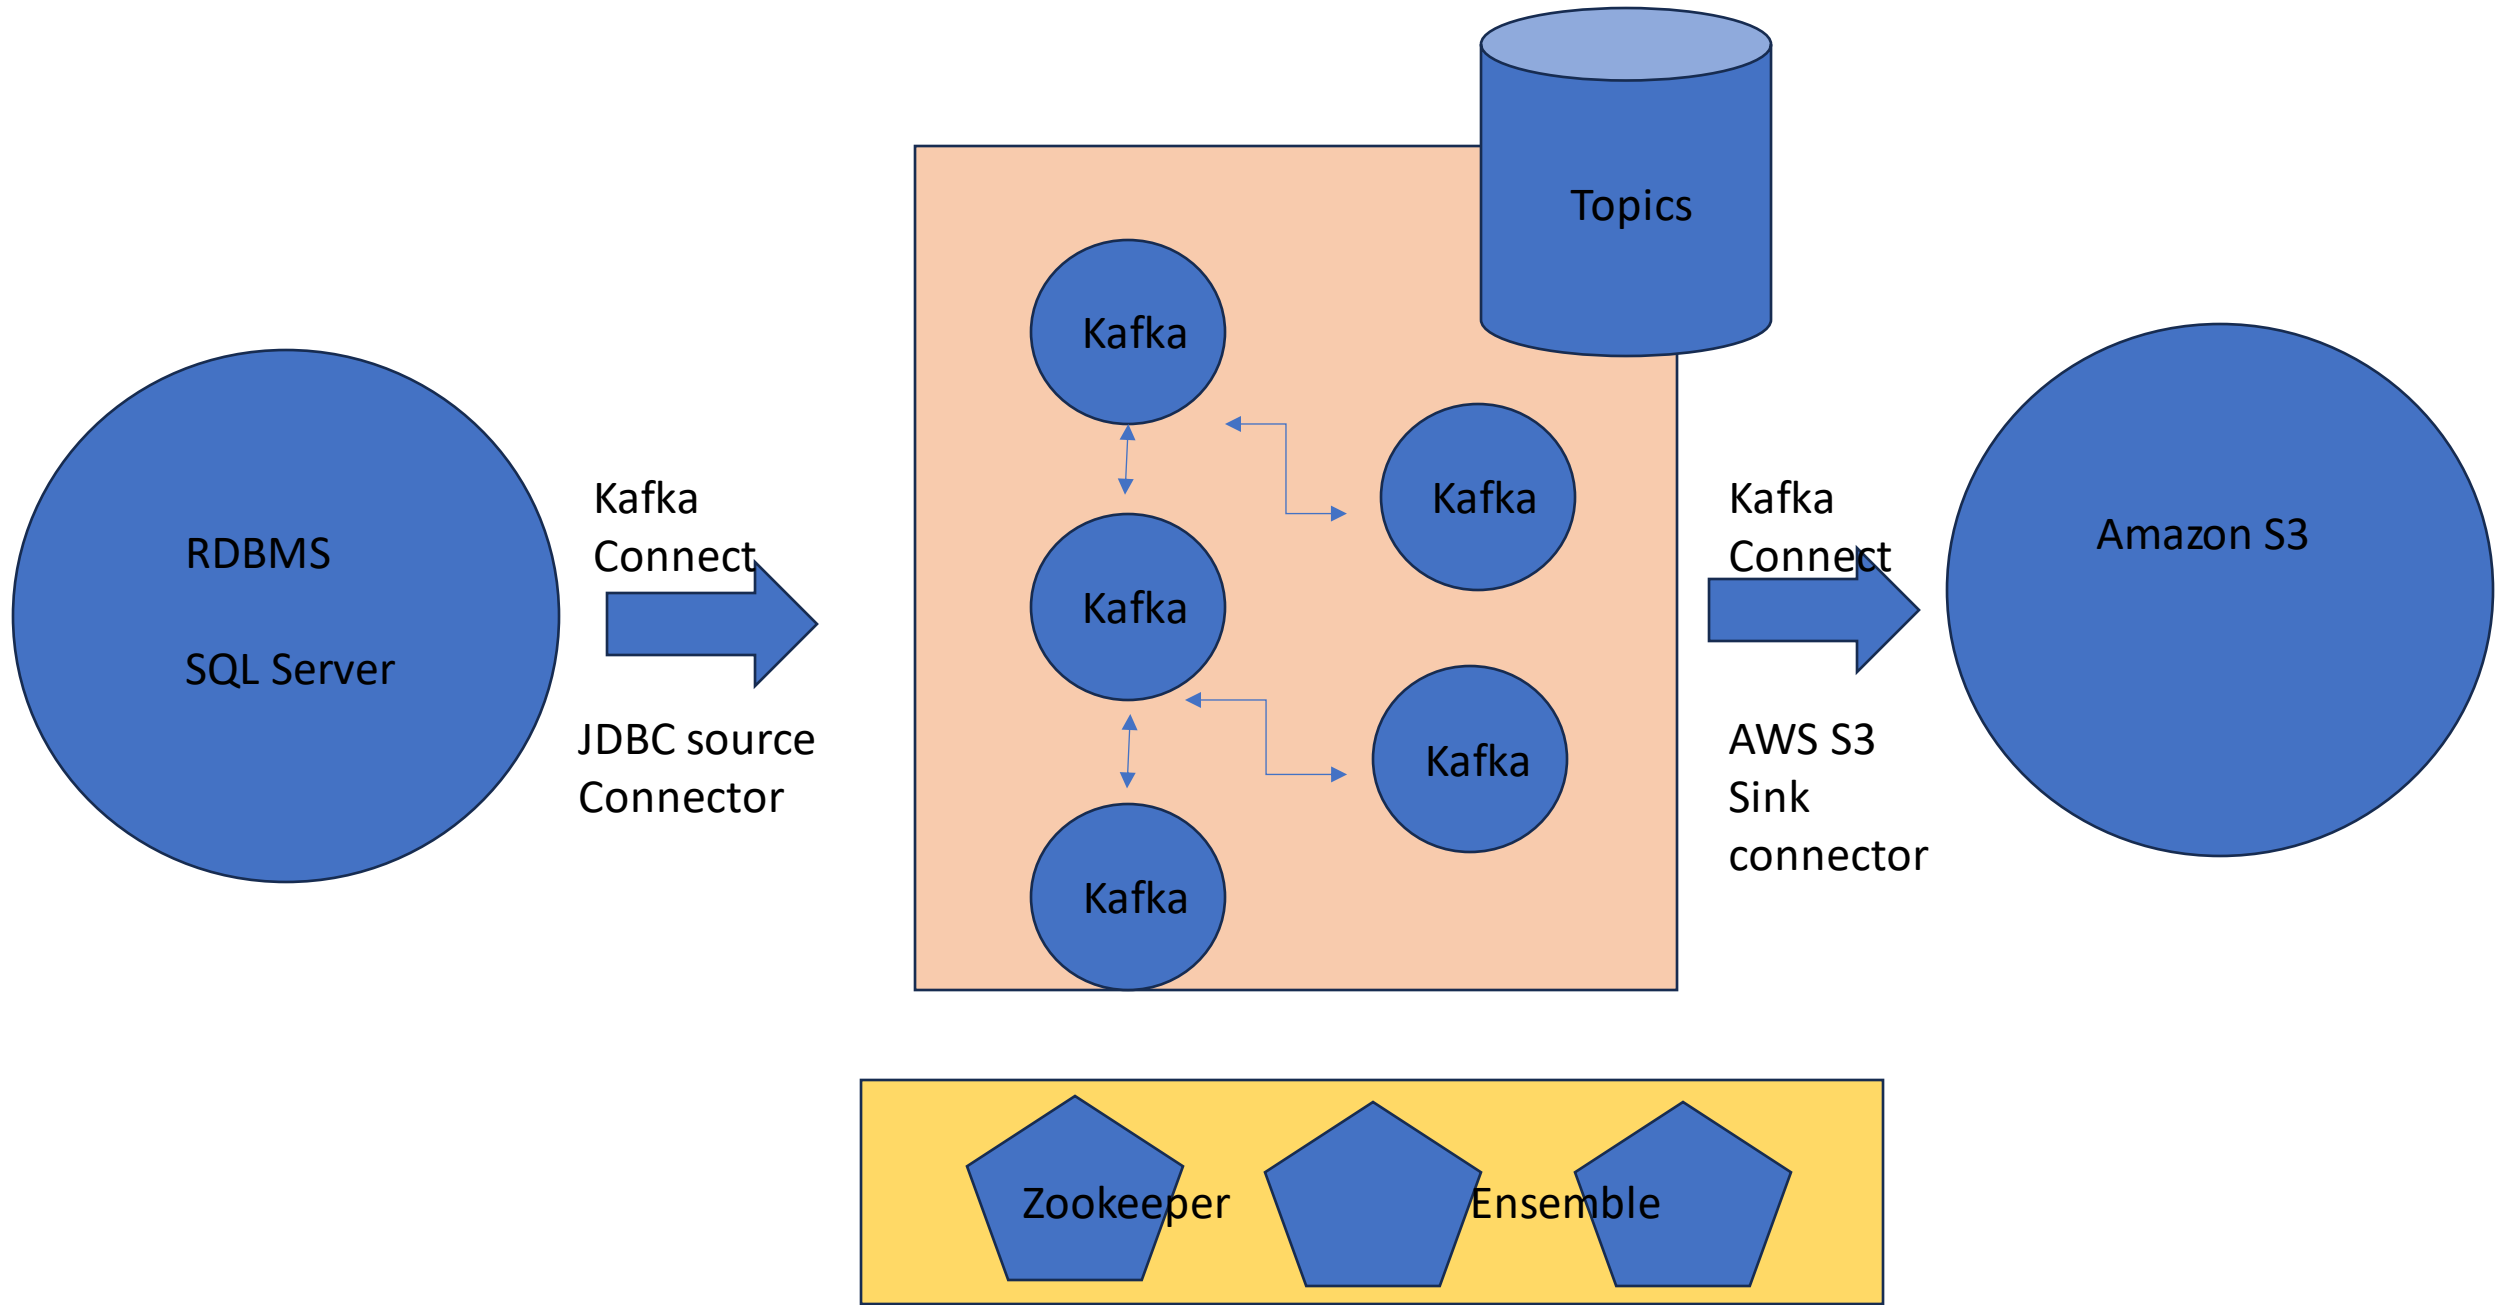 Topics
Kafka
Kafka
Kafka
Kafka
Kafka
RDBMS
SQL Server
Kafka
Connect
JDBC source
Connector
Kafka
Connect
AWS S3
Sink
connector
Amazon S3
Zookeeper
Ensemble